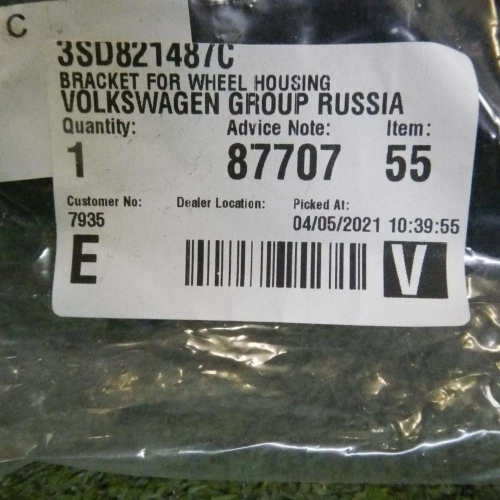 C
3SD821487C
BRACKET FOR WHEEL HOUSING
VOLKSWAGEN GROUP RUSSIA
Quantity: Advice Note: Item:
1 87707 55
Customer No: Dealer Location: Picked At:
7935 04/05/2021 10:39:55
E V